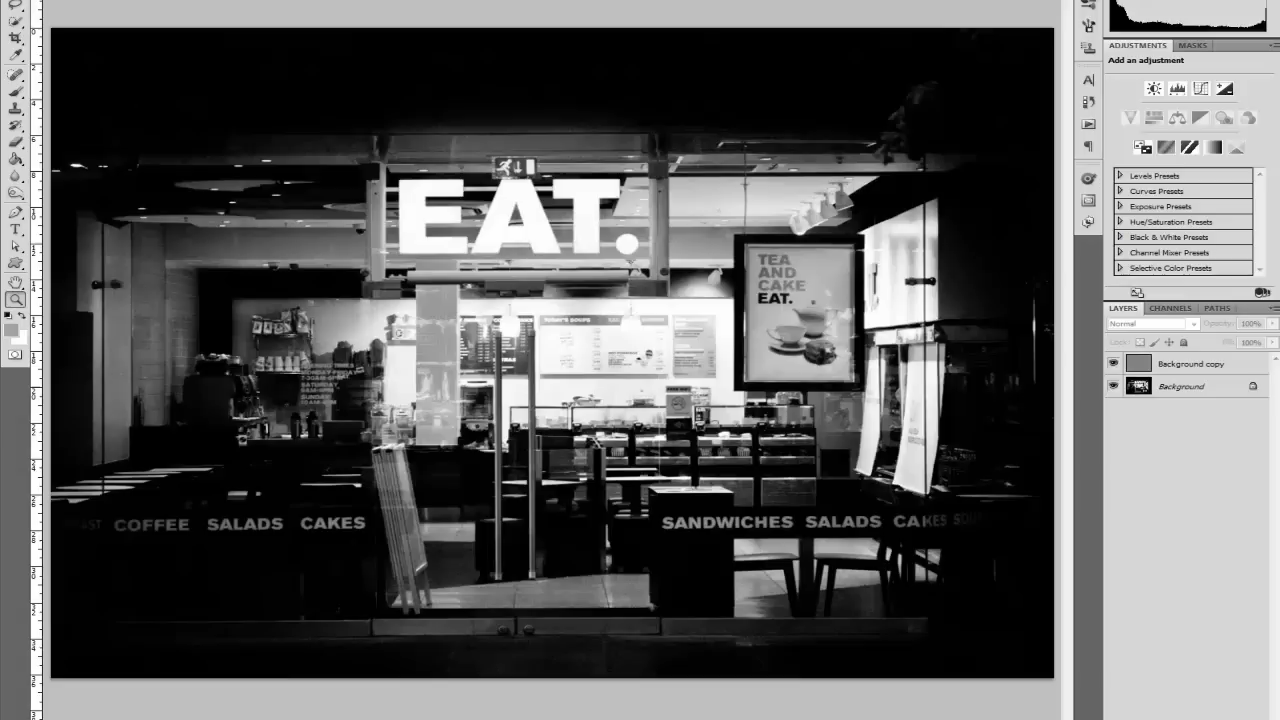 ADJUSTMENTS MASKS
Add an adjustment
Levels Presets
Curves Presets
Exposure Presets
Hue/Saturation Presets
Black & White Presets
Channel Mixer Presets
Selective Color Presets
LAYERS CHANNELS PATHS
Normal Opacity: 100%
Lock: 100%
Background copy
Background
EAT.
TEA
AND
CAKE
EAT.
COFFEE SALADS CAKES
SANDWICHES SALADS CAKES